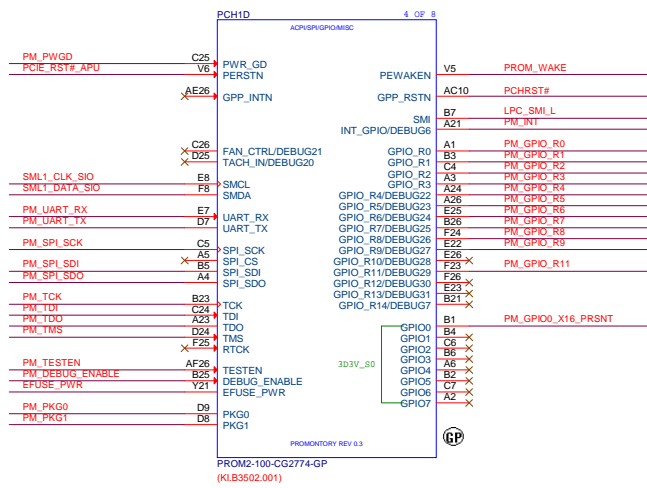 PCH1D 4 OF 8
ACPI/SPI/GPIO/MISC
PM_PWGD C25 PWR_GD
PCIE_RST#_APU V6 PERSTN
AE26 GPP_INTN
C26 FAN_CTRL/DEBUG21
D25 TACH_IN/DEBUG20
SML1_CLK_SIO E8 SMCL
SML1_DATA_SIO F8 SMDA
PM_UART_RX E7 UART_RX
PM_UART_TX D7 UART_TX
PM_SPI_SCK C5 SPI_SCK
A5 SPI_CS
PM_SPI_SDI B5 SPI_SDI
PM_SPI_SDO A4 SPI_SDO
PM_TCK B23 TCK
PM_TDI C24 TDI
PM_TDO A23 TDO
PM_TMS D24 TMS
F25 RTCK
PM_TESTEN AF26 TESTEN
PM_DEBUG_ENABLE B25 DEBUG_ENABLE
EFUSE_PWR Y21 EFUSE_PWR
PM_PKG0 D9 PKG0
PM_PKG1 D8 PKG1
PEWAKEN V5 PROM_WAKE
GPP_RSTN AC10 PCHRST#
SMI B7 LPC_SMI_L
INT_GPIO/DEBUG6 A21 PM_INT
GPIO_R0 A1 PM_GPIO_R0
GPIO_R1 B3 PM_GPIO_R1
GPIO_R2 C4 PM_GPIO_R2
GPIO_R3 A3 PM_GPIO_R3
GPIO_R4/DEBUG22 A24 PM_GPIO_R4
GPIO_R5/DEBUG23 A26 PM_GPIO_R5
GPIO_R6/DEBUG24 E25 PM_GPIO_R6
GPIO_R7/DEBUG25 B26 PM_GPIO_R7
GPIO_R8/DEBUG26 F24 PM_GPIO_R8
GPIO_R9/DEBUG27 E22 PM_GPIO_R9
GPIO_R10/DEBUG28 E26
GPIO_R11/DEBUG29 F23 PM_GPIO_R11
GPIO_R12/DEBUG30 F26
GPIO_R13/DEBUG31 E23
GPIO_R14/DEBUG7 B21
GPIO0 B1 PM_GPIO0_X16_PRSNT
GPIO1 B4
GPIO2 C6
GPIO3 B6
3D3V_S0
GPIO4 A6
GPIO5 B2
GPIO6 C7
GPIO7 A2
PROMONTORY REV 0.3
GP
PROM2-100-CG2774-GP
(KI.B3502.001)